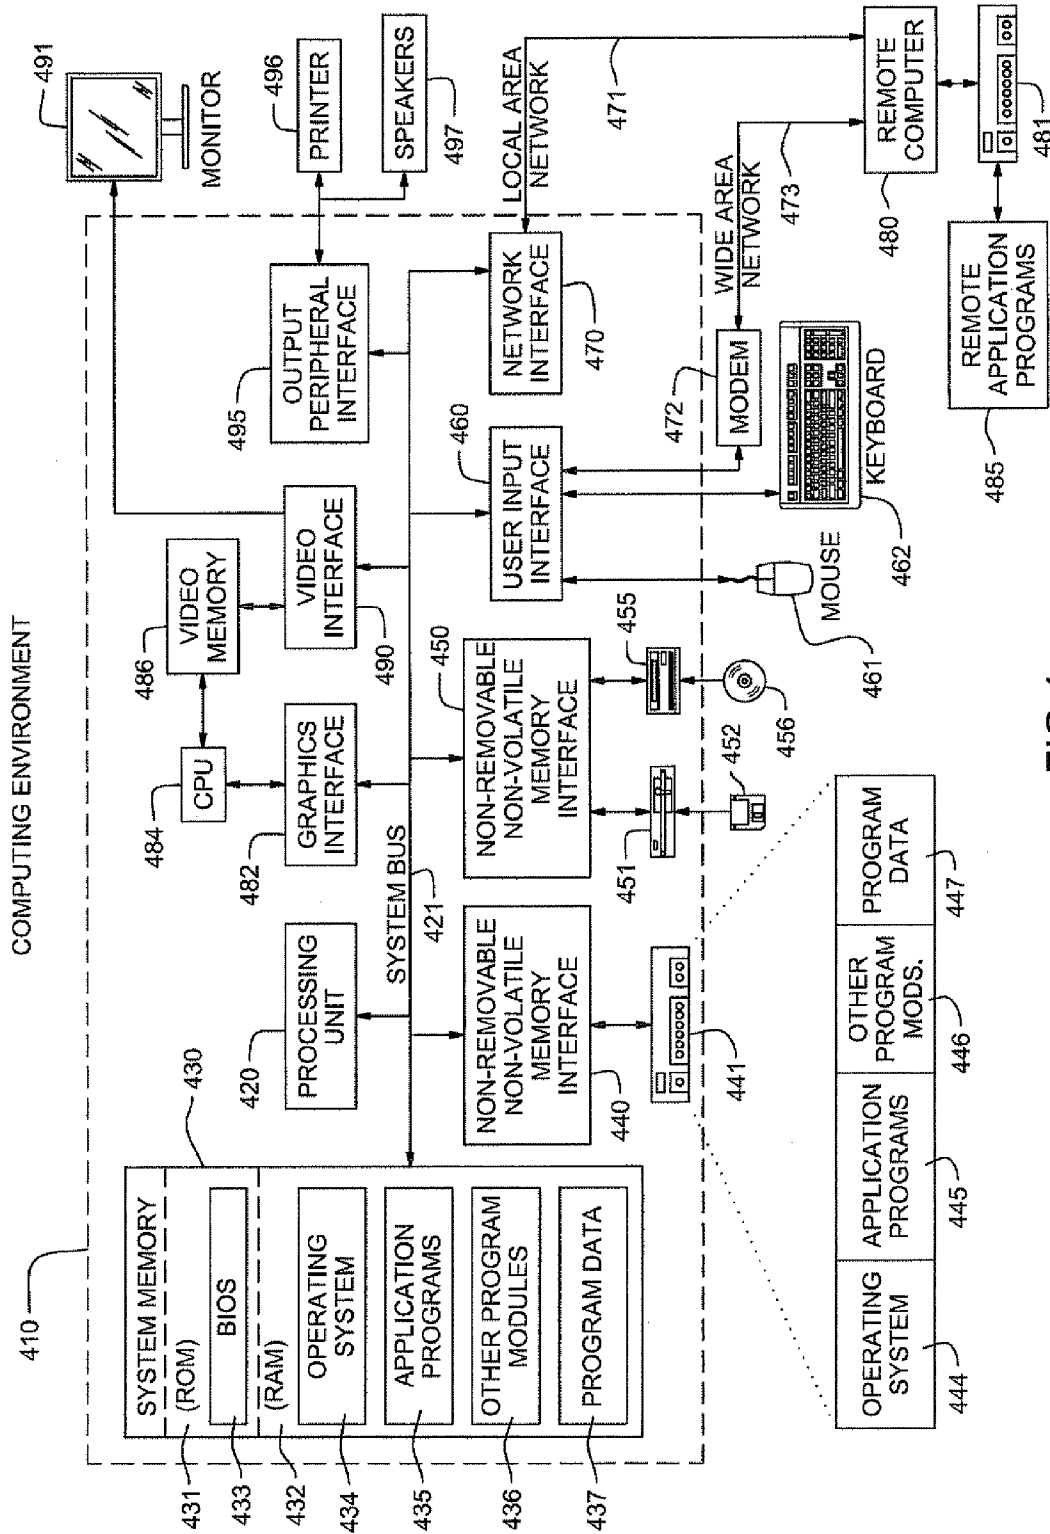 COMPUTING ENVIRONMENT
410
SYSTEM MEMORY
430
(ROM)
431
BIOS
433
(RAM)
432
OPERATING
SYSTEM
434
APPLICATION
PROGRAMS
435
OTHER PROGRAM
MODULES
436
PROGRAM DATA
437
420
PROCESSING
UNIT
SYSTEM BUS
421
484
CPU
482
GRAPHICS
INTERFACE
486
VIDEO
MEMORY
VIDEO
INTERFACE
490
495
OUTPUT
PERIPHERAL
INTERFACE
491
MONITOR
496
PRINTER
SPEAKERS
497
NON-REMOVABLE
NON-VOLATILE
MEMORY
INTERFACE
440
441
NON-REMOVABLE
NON-VOLATILE
MEMORY
INTERFACE
450
451
452
455
456
USER INPUT
INTERFACE
460
NETWORK
INTERFACE
470
LOCAL AREA
NETWORK
471
WIDE AREA
NETWORK
473
472
MODEM
MOUSE
461
KEYBOARD
462
REMOTE
COMPUTER
480
481
REMOTE
APPLICATION
PROGRAMS
485
OPERATING
SYSTEM
444
APPLICATION
PROGRAMS
445
OTHER
PROGRAM
MODS.
446
PROGRAM
DATA
447